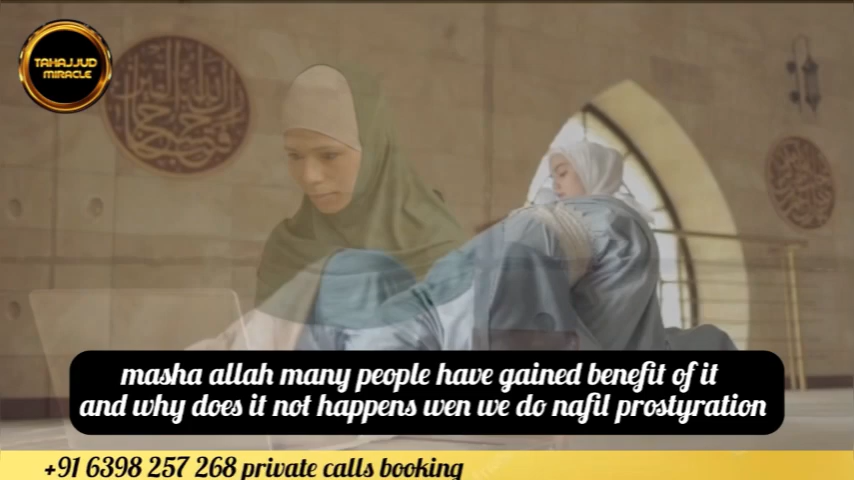 TAHAJJUD
MIRACLE
masha allah many people have gained benefit of it
and why does it not happens wen we do nafil prostyration
+91 6398 257 268 private calls booking